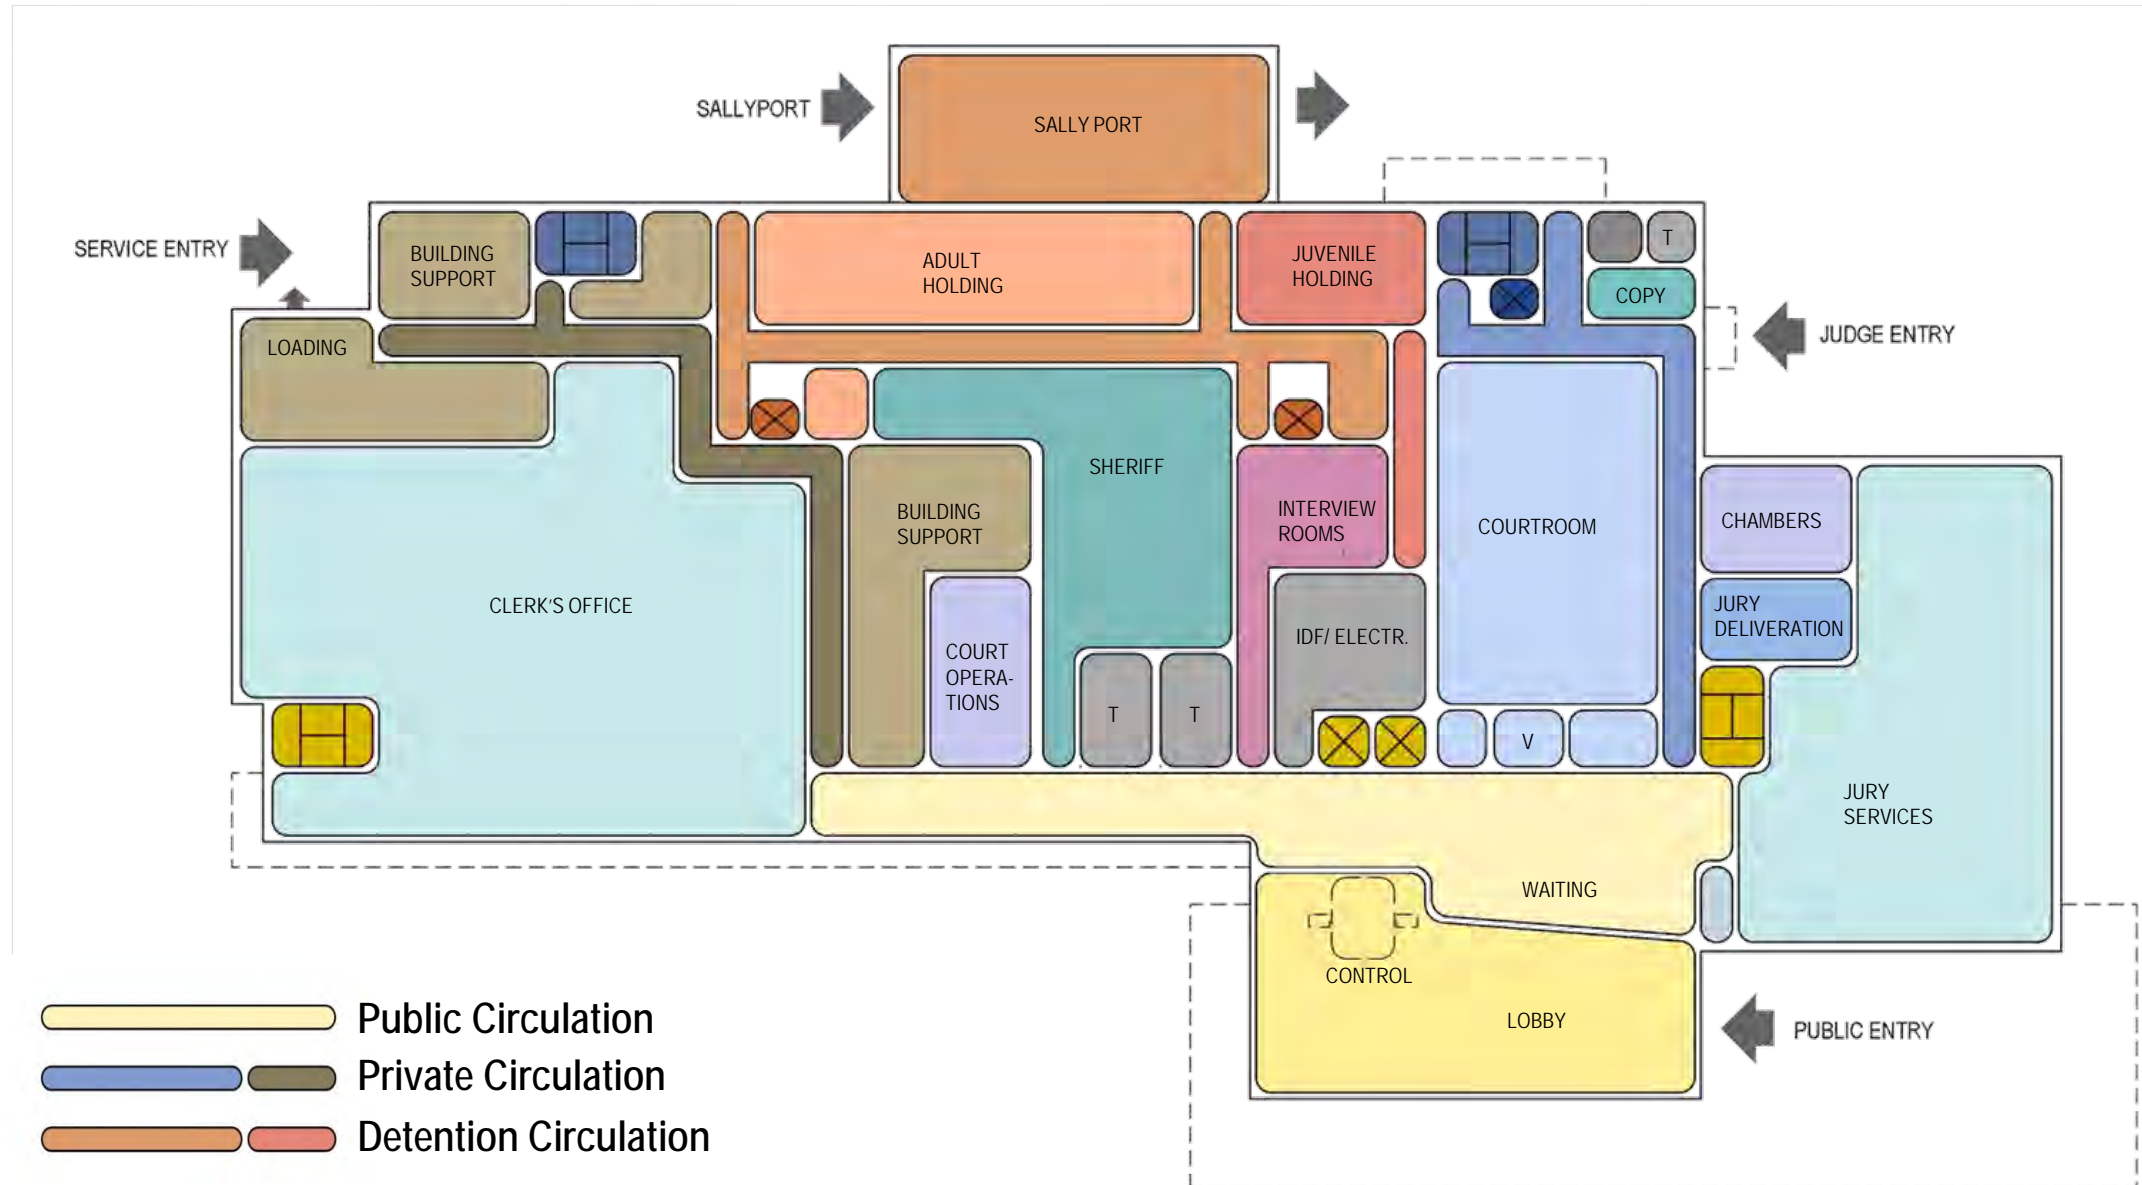 SALLYPORT
SALLY PORT
SERVICE ENTRY
BUILDING
SUPPORT
ADULT
HOLDING
JUVENILE
HOLDING
T
COPY
LOADING
JUDGE ENTRY
SHERIFF
BUILDING
SUPPORT
INTERVIEW
ROOMS
COURTROOM
CHAMBERS
CLERK'S OFFICE
JURY
DELIVERATION
IDF/ ELECTR.
COURT
OPERA-
TIONS
T
T
V
JURY
SERVICES
WAITING
CONTROL
LOBBY
PUBLIC ENTRY
Public Circulation
Private Circulation
Detention Circulation